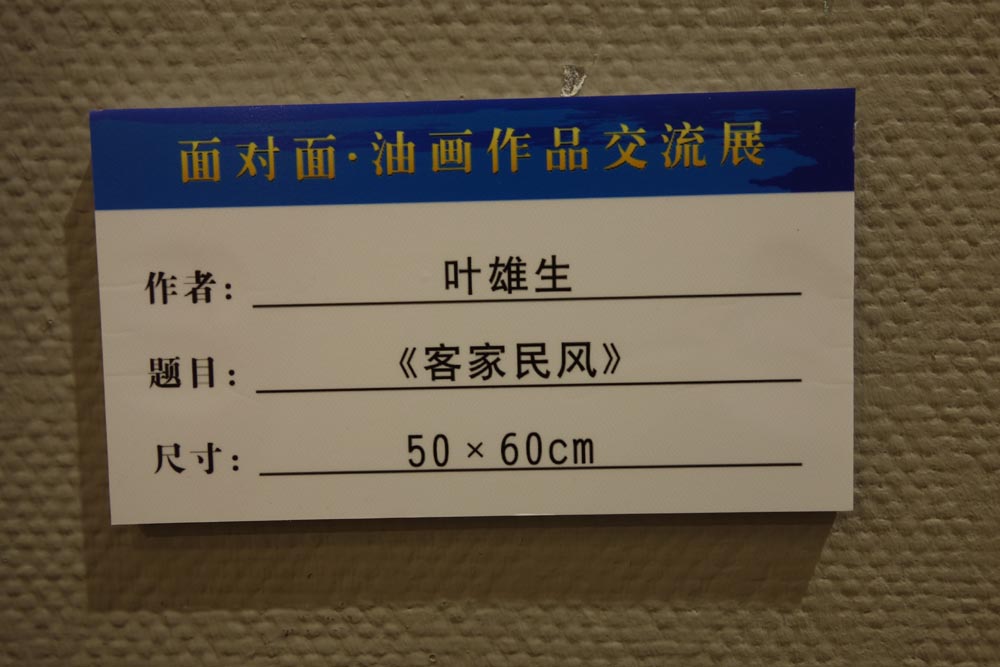 面对面·油画作品交流展
作者： 叶雄生
题目： 《客家民风》
尺寸： 50×60cm